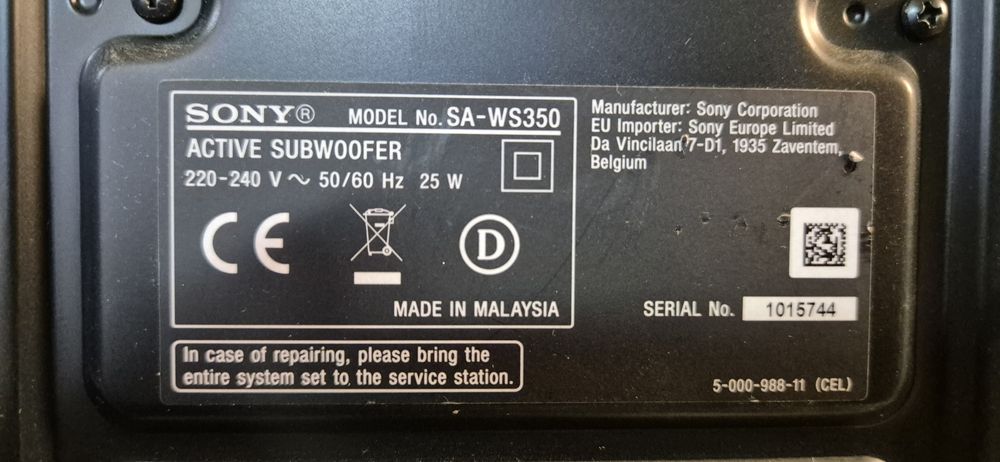 SONY® MODEL No. SA-WS350
ACTIVE SUBWOOFER
220-240 V ~ 50/60 Hz 25 W
CE
D
MADE IN MALAYSIA
In case of repairing, please bring the
entire system set to the service station.
Manufacturer: Sony Corporation
EU Importer: Sony Europe Limited
Da Vincilaan 7-D1, 1935 Zaventem,
Belgium
SERIAL No. 1015744
5-000-988-11 (CEL)